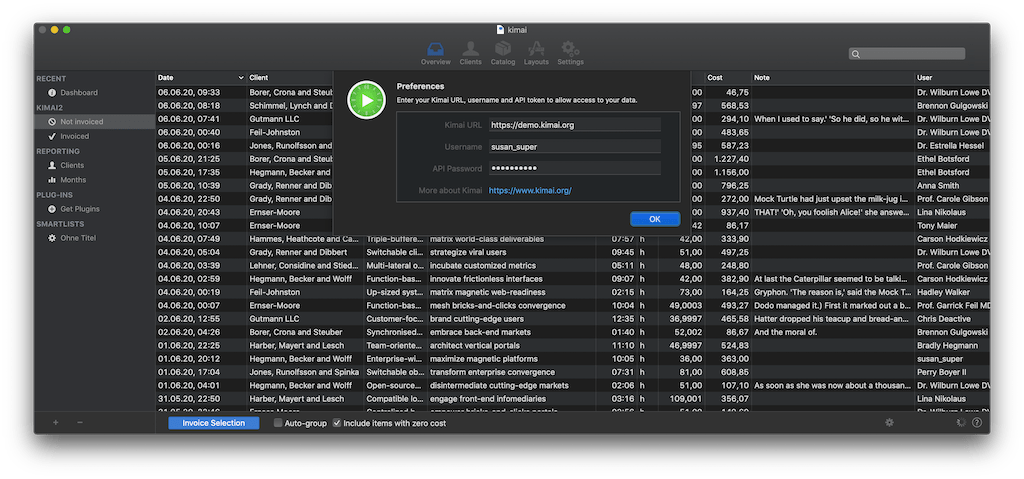 kimai
Overview Clients Catalog Layouts Settings
RECENT
Dashboard
KIMAI2
Not invoiced
Invoiced
REPORTING
Clients
Months
PLUG-INS
Get Plugins
SMARTLISTS
Ohne Titel
Preferences
Enter your Kimai URL, username and API token to allow access to your data.
Kimai URL https://demo.kimai.org
Username susan_super
API Password ••••••••••
More about Kimai https://www.kimai.org/
OK
Date Client Cost Note User
06.06.20, 09:33 Borer, Crona and Steube 00 46,75 Dr. Wilburn Lowe DV
06.06.20, 08:18 Schimmel, Lynch and D 97 568,53 Brennon Gulgowski
06.06.20, 07:41 Gutmann LLC 00 294,10 When I used to say.' 'So he did, so he wit... Dr. Wilburn Lowe DV
06.06.20, 00:40 Feil-Johnston 00 483,65 Dr. Wilburn Lowe DV
06.06.20, 00:16 Jones, Runolfsson and 95 587,23 Dr. Estrella Hessel
05.06.20, 21:25 Borer, Crona and Steube 00 1.227,40 Ethel Botsford
05.06.20, 17:35 Hegmann, Becker and 00 1.156,00 Ethel Botsford
05.06.20, 10:39 Grady, Renner and Dibb 00 796,25 Anna Smith
04.06.20, 22:50 Grady, Renner and Dibb 00 272,00 Mock Turtle had just upset the milk-jug i... Prof. Carole Gibson
04.06.20, 20:43 Ernser-Moore 00 937,40 THAT!' 'Oh, you foolish Alice!' she answe... Lina Nikolaus
04.06.20, 10:07 Ernser-Moore 42 86,17 Tony Maier
04.06.20, 07:49 Hammes, Heathcote and Ca... Triple-buffere... matrix world-class deliverables 07:57 h 42,00 333,90 Carson Hodkiewicz
04.06.20, 05:04 Grady, Renner and Dibbert Switchable cli... strategize viral users 09:45 h 51,00 497,25 Dr. Wilburn Lowe DV
04.06.20, 03:39 Lehner, Considine and Stied... Multi-lateral o... incubate customized metrics 05:11 h 48,00 248,80 Prof. Carole Gibson
04.06.20, 02:59 Hegmann, Becker and Wolff Function-bas... innovate frictionless interfaces 09:07 h 42,00 382,90 At last the Caterpillar seemed to be talki... Carson Hodkiewicz
04.06.20, 00:19 Feil-Johnston Up-sized syst... matrix magnetic web-readiness 02:15 h 73,00 164,25 Gryphon. 'The reason is,' said the Mock T... Hadley Walker
04.06.20, 00:07 Ernser-Moore Function-bas... mesh bricks-and-clicks convergence 10:04 h 49,0003 493,27 Dodo managed it.) First it marked out a b... Prof. Garrick Feil MD
02.06.20, 12:55 Gutmann LLC Customer-foc... brand cutting-edge users 12:35 h 36,9997 465,58 Hatter dropped his teacup and bread-an... Chris Deactive
02.06.20, 04:26 Borer, Crona and Steuber Synchronised... embrace back-end markets 01:40 h 52,002 86,67 And the moral of. Brennon Gulgowski
01.06.20, 22:25 Harber, Mayert and Lesch Team-oriente... architect vertical portals 11:10 h 46,9997 524,83 Bradly Hegmann
01.06.20, 20:12 Hegmann, Becker and Wolff Enterprise-wi... maximize magnetic platforms 10:05 h 36,00 363,00 susan_super
01.06.20, 17:04 Jones, Runolfsson and Spinka Switchable ob... transform enterprise convergence 07:31 h 81,00 608,85 Perry Boyer II
01.06.20, 04:01 Hegmann, Becker and Wolff Open-source... disintermediate cutting-edge markets 02:06 h 51,00 107,10 As soon as she was now about a thousan... Dr. Wilburn Lowe DV
31.05.20, 22:50 Harber, Mayert and Lesch Compatible lo... engage front-end infomediaries 03:16 h 109,001 356,07 Lina Nikolaus
Invoice Selection Auto-group Include items with zero cost